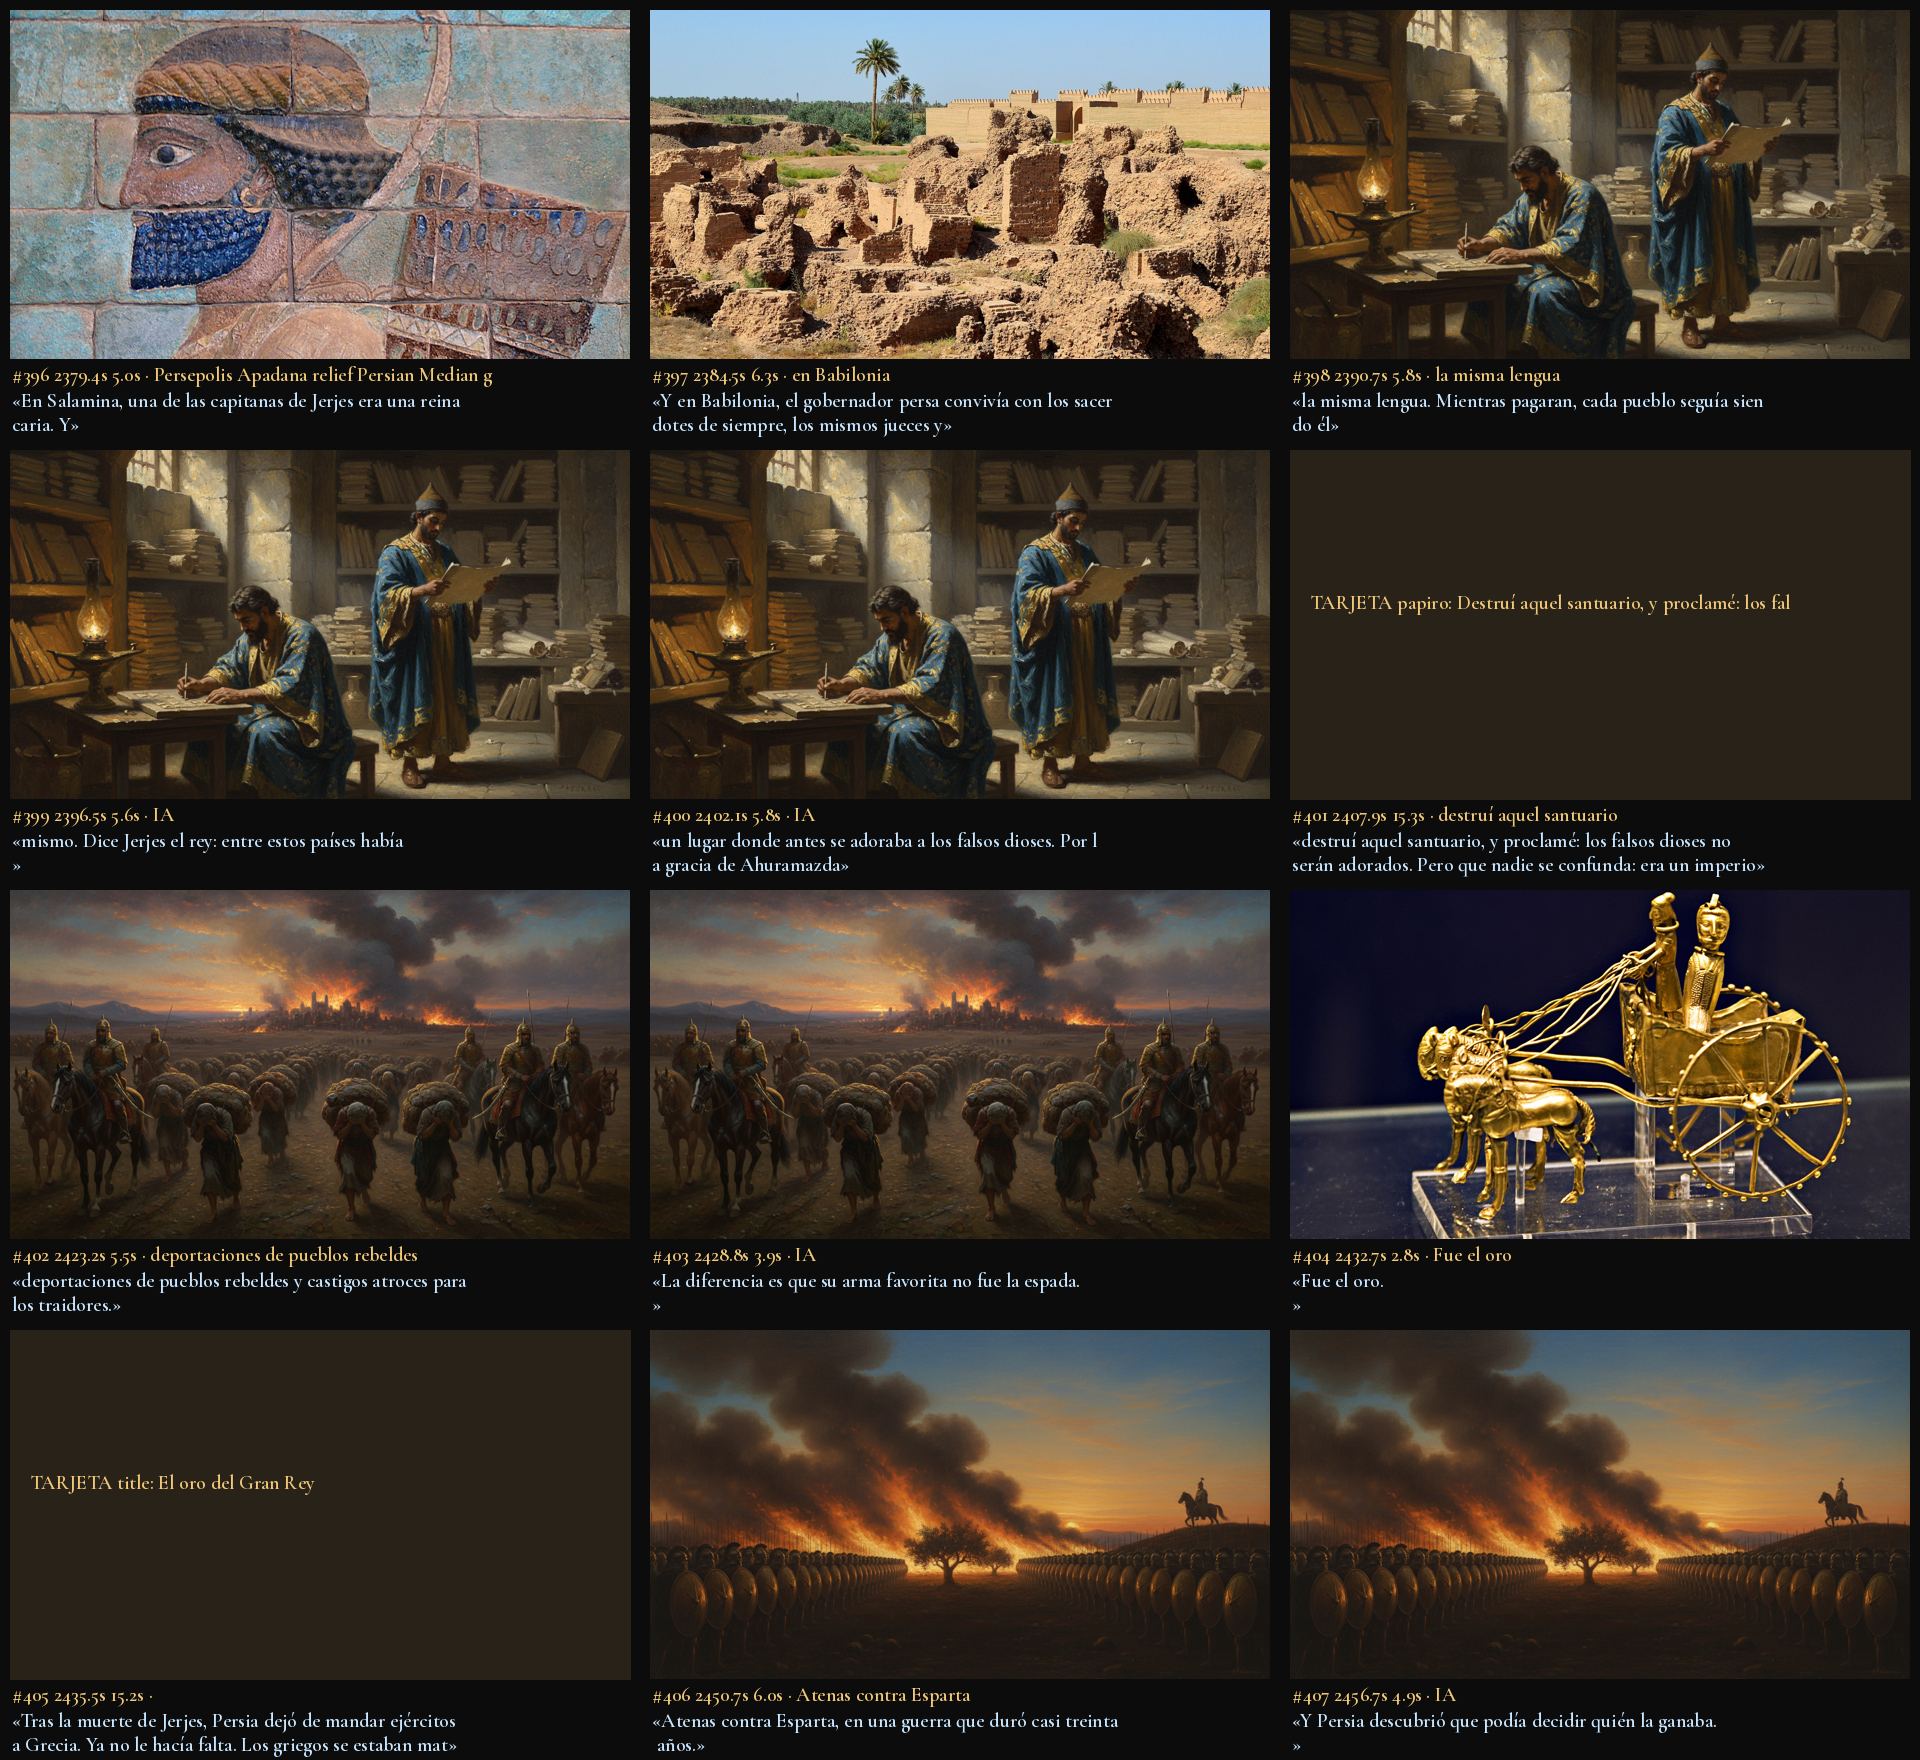 #396 2379.4s 5.0s · Persepolis Apadana relief Persian Median g
«En Salamina, una de las capitanas de Jerjes era una reina
caria. Y»
#397 2384.5s 6.3s · en Babilonia
«Y en Babilonia, el gobernador persa convivía con los sacer
dotes de siempre, los mismos jueces y»
#398 2390.7s 5.8s · la misma lengua
«la misma lengua. Mientras pagaran, cada pueblo seguía sien
do él»
#399 2396.5s 5.6s · IA
«mismo. Dice Jerjes el rey: entre estos países había
»
#400 2402.1s 5.8s · IA
«un lugar donde antes se adoraba a los falsos dioses. Por l
a gracia de Ahuramazda»
TARJETA papiro: Destruí aquel santuario, y proclamé: los fal
#401 2407.9s 15.3s · destruí aquel santuario
«destruí aquel santuario, y proclamé: los falsos dioses no
serán adorados. Pero que nadie se confunda: era un imperio»
#402 2423.2s 5.5s · deportaciones de pueblos rebeldes
«deportaciones de pueblos rebeldes y castigos atroces para
los traidores.»
#403 2428.8s 3.9s · IA
«La diferencia es que su arma favorita no fue la espada.
»
#404 2432.7s 2.8s · Fue el oro
«Fue el oro.
»
TARJETA title: El oro del Gran Rey
#405 2435.5s 15.2s ·
«Tras la muerte de Jerjes, Persia dejó de mandar ejércitos
a Grecia. Ya no le hacía falta. Los griegos se estaban mat»
#406 2450.7s 6.0s · Atenas contra Esparta
«Atenas contra Esparta, en una guerra que duró casi treinta
años.»
#407 2456.7s 4.9s · IA
«Y Persia descubrió que podía decidir quién la ganaba.
»